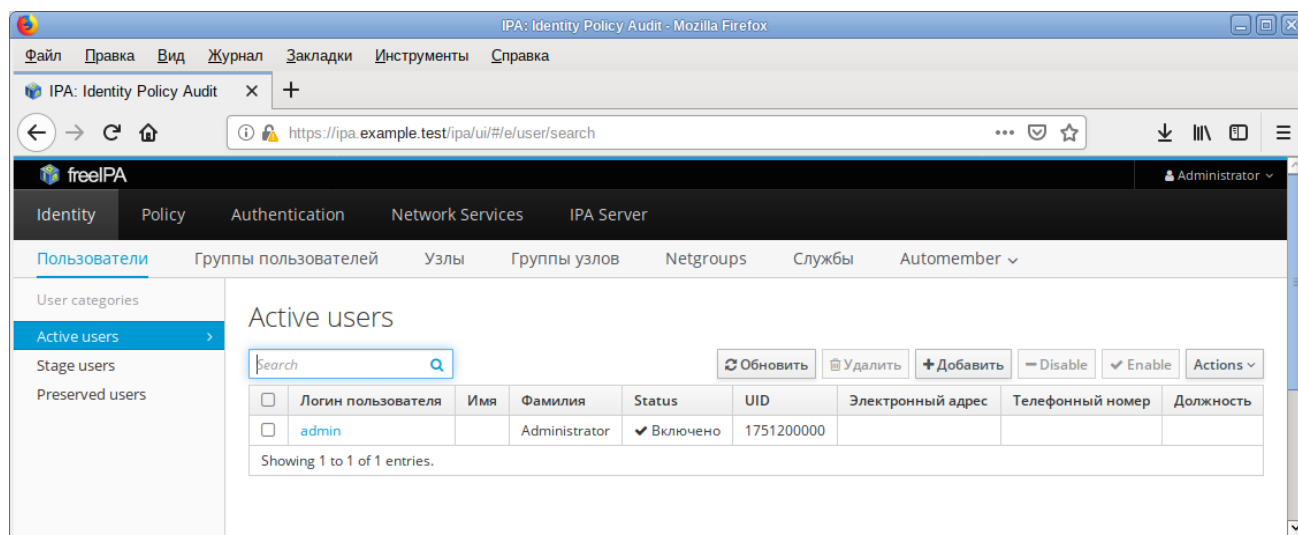 IPA: Identity Policy Audit - Mozilla Firefox
Файл Правка Вид Журнал Закладки Инструменты Справка
IPA: Identity Policy Audit
https://ipa.example.test/ipa/ui/#/e/user/search
freeIPA Administrator
Identity Policy Authentication Network Services IPA Server
Пользователи Группы пользователей Узлы Группы узлов Netgroups Службы Automember
User categories
Active users
Stage users
Preserved users
Active users
Search Обновить Удалить Добавить Disable Enable Actions
Логин пользователя Имя Фамилия Status UID Электронный адрес Телефонный номер Должность
admin Administrator Включено 1751200000
Showing 1 to 1 of 1 entries.